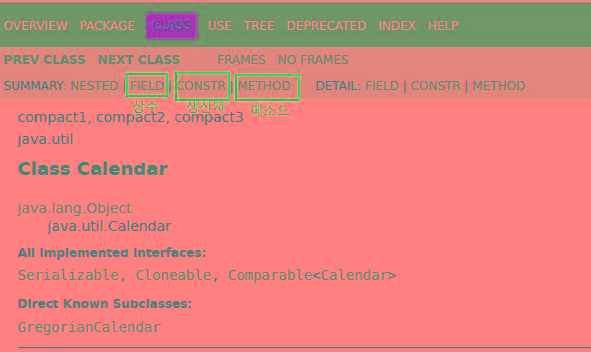 OVERVIEW PACKAGE CLASS USE TREE DEPRECATED INDEX HELP
PREV CLASS NEXT CLASS FRAMES NO FRAMES
SUMMARY: NESTED | FIELD | CONSTR | METHOD DETAIL: FIELD | CONSTR | METHOD
상수 생산자 메소드
compact1, compact2, compact3
java.util
Class Calendar
java.lang.Object
java.util.Calendar
All Implemented Interfaces:
Serializable, Cloneable, Comparable<Calendar>
Direct Known Subclasses:
GregorianCalendar